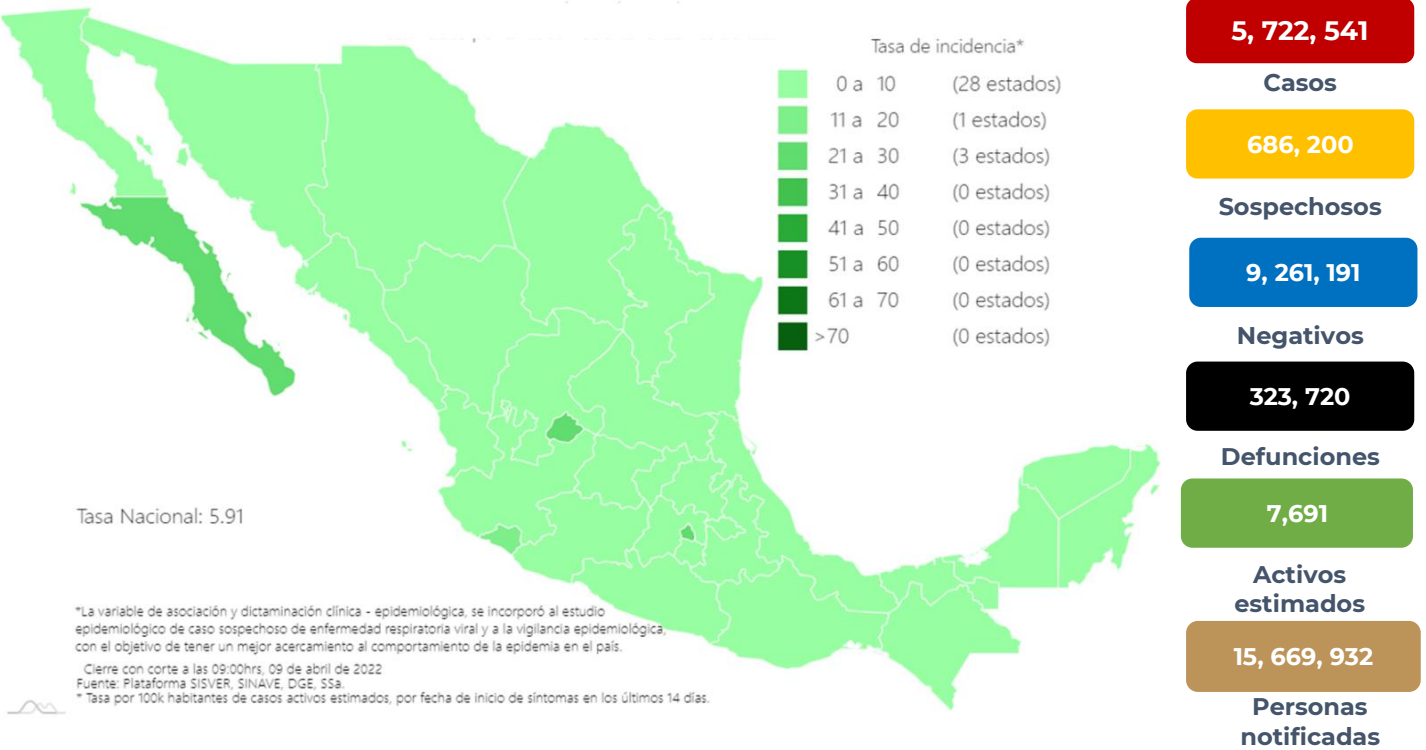 Tasa de incidencia*
0 a 10 (28 estados)
11 a 20 (1 estados)
21 a 30 (3 estados)
31 a 40 (0 estados)
41 a 50 (0 estados)
51 a 60 (0 estados)
61 a 70 (0 estados)
>70 (0 estados)
Tasa Nacional: 5.91
*La variable de asociación y dictaminación clínica - epidemiológica, se incorporó al estudio
epidemiológico de caso sospechoso de enfermedad respiratoria viral y a la vigilancia epidemiológica,
con el objetivo de tener un mejor acercamiento al comportamiento de la epidemia en el país.
Cierre con corte a las 09:00hrs, 09 de abril de 2022
Fuente: Plataforma SISVER, SINAVE, DGE, SSa.
* Tasa por 100k habitantes de casos activos estimados, por fecha de inicio de síntomas en los últimos 14 días.
5, 722, 541
Casos
686, 200
Sospechosos
9, 261, 191
Negativos
323, 720
Defunciones
7,691
Activos
estimados
15, 669, 932
Personas
notificadas